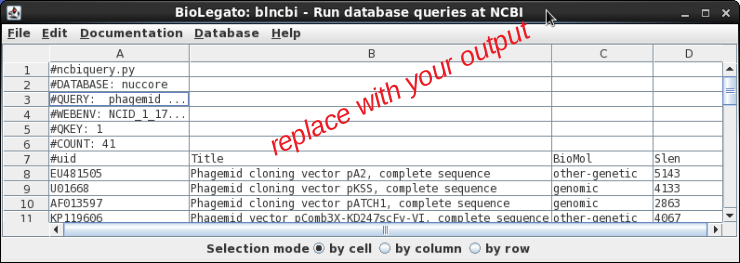 BioLegato: blncbi - Run database queries at NCBI
File Edit Documentation Database Help
A B C D
1 #ncbiquery.py
2 #DATABASE: nuccore
3 #QUERY: phagemid ...
4 #WEBENV: NCID_1_17...
5 #QKEY: 1
6 #COUNT: 41
7 #uid Title BioMol Slen
8 EU481505 Phagemid cloning vector pA2, complete sequence other-genetic 5143
9 U01668 Phagemid cloning vector pKSS, complete sequence genomic 4133
10 AF013597 Phagemid cloning vector pATCH1, complete sequence genomic 2863
11 KP119606 Phagemid vector pComb3X-KD247scFv-VI, complete sequence other-genetic 4067
replace with your output
Selection mode by cell by column by row